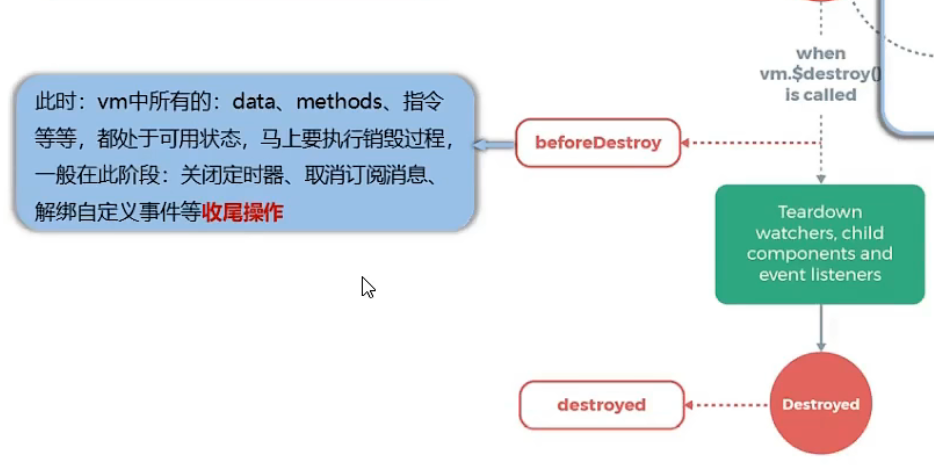 when
vm.$destroy()
is called
此时：vm中所有的：data、methods、指令
等等，都处于可用状态，马上要执行销毁过程，
一般在此阶段：关闭定时器、取消订阅消息、
解绑自定义事件等收尾操作
beforeDestroy
Teardown
watchers, child
components and
event listeners
destroyed
Destroyed